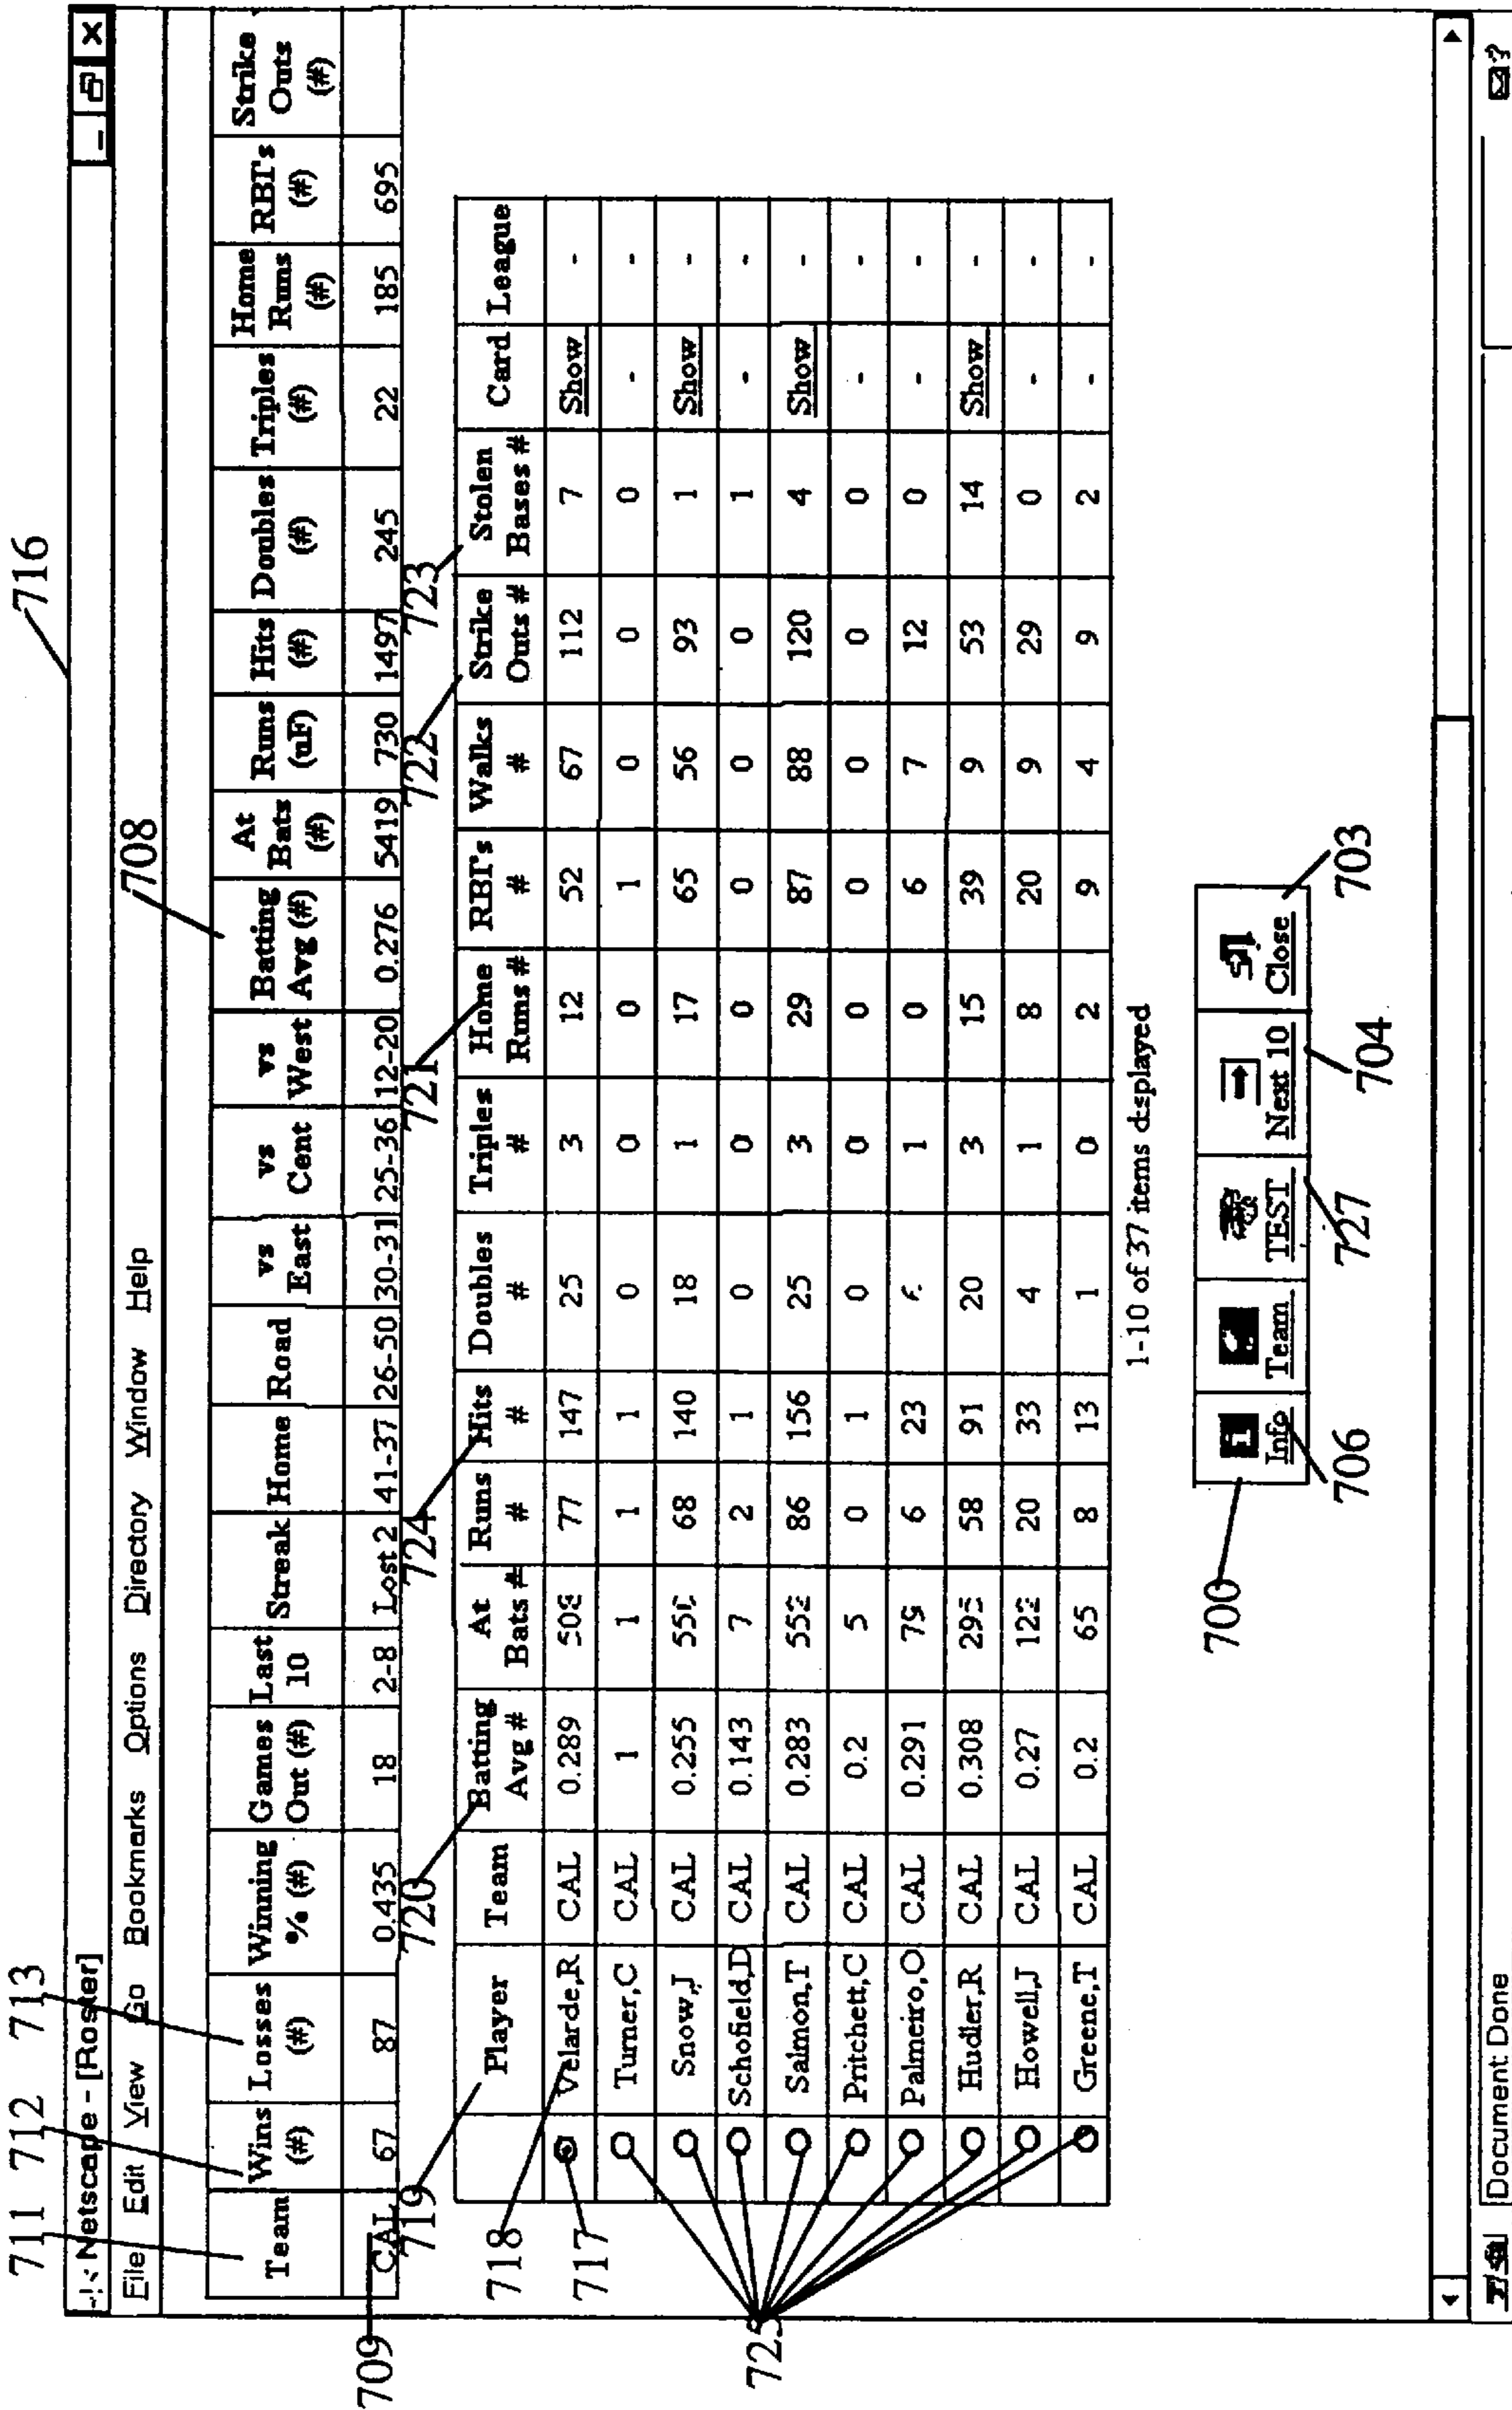 716
711 712 713
Netscape - [Roster]
File Edit View Go Bookmarks Options Directory Window Help
708
Team Wins (#) Losses (#) Winning % (#) Games Out (#) Last 10 Streak Home Road vs East vs Cent vs West Batting Avg (#) At Bats (#) Runs (uF) Hits (#) Doubles (#) Triples (#) Home Runs (#) RBI's (#) Strike Outs (#)
CAL 67 87 0.435 18 2-8 Lost 2 41-37 26-50 30-31 25-36 12-20 0.276 5419 730 1497 245 22 185 695
709 719 720 724 721 722 723
Player Team Batting Avg # At Bats # Runs # Hits # Doubles # Triples # Home Runs # RBI's # Walks # Strike Outs # Stolen Bases # Card League
718
Velarde,R CAL 0.289 77 147 25 3 12 52 67 112 7 Show -
717
Turner,C CAL 1 1 1 1 0 0 0 1 0 0 0 - -
Snow,J CAL 0.255 68 140 18 1 17 65 56 93 1 Show -
Schofield,D CAL 0.143 7 2 1 0 0 0 0 0 0 1 - -
Salmon,T CAL 0.283 552 86 156 25 3 29 87 88 120 4 Show -
Pritchett,C CAL 0.2 5 0 1 0 0 0 0 0 0 0 - -
Palmeiro,O CAL 0.291 79 6 23 1 0 6 7 12 0 - -
Hudler,R CAL 0.308 58 91 20 3 15 39 9 53 14 Show -
Howell,J CAL 0.27 122 20 33 4 1 8 20 9 29 0 - -
Greene,T CAL 0.2 65 8 13 1 0 2 9 4 9 2 - -
725
1-10 of 37 items displayed
Info Team TEST Next 10 Close
700 706 727 704 703
Document Done